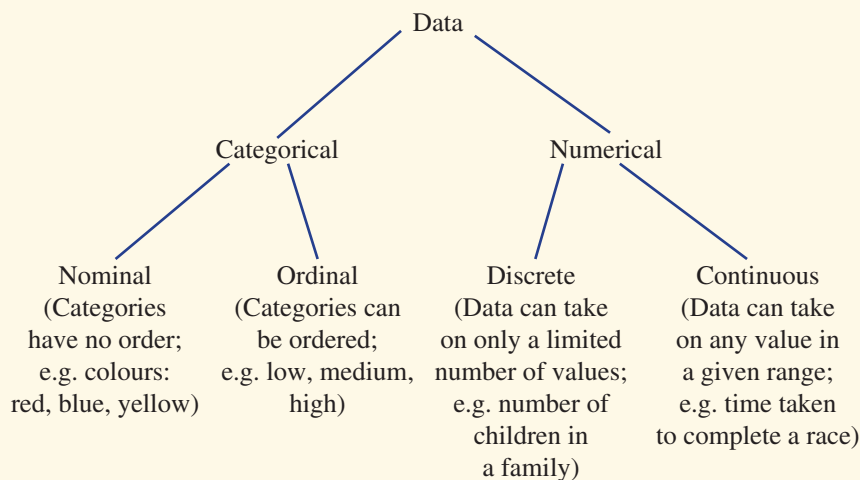 Data
Categorical
Numerical
Nominal
(Categories
have no order;
e.g. colours:
red, blue, yellow)
Ordinal
(Categories can
be ordered;
e.g. low, medium,
high)
Discrete
(Data can take
on only a limited
number of values;
e.g. number of
children in
a family)
Continuous
(Data can take
on any value in
a given range;
e.g. time taken
to complete a race)